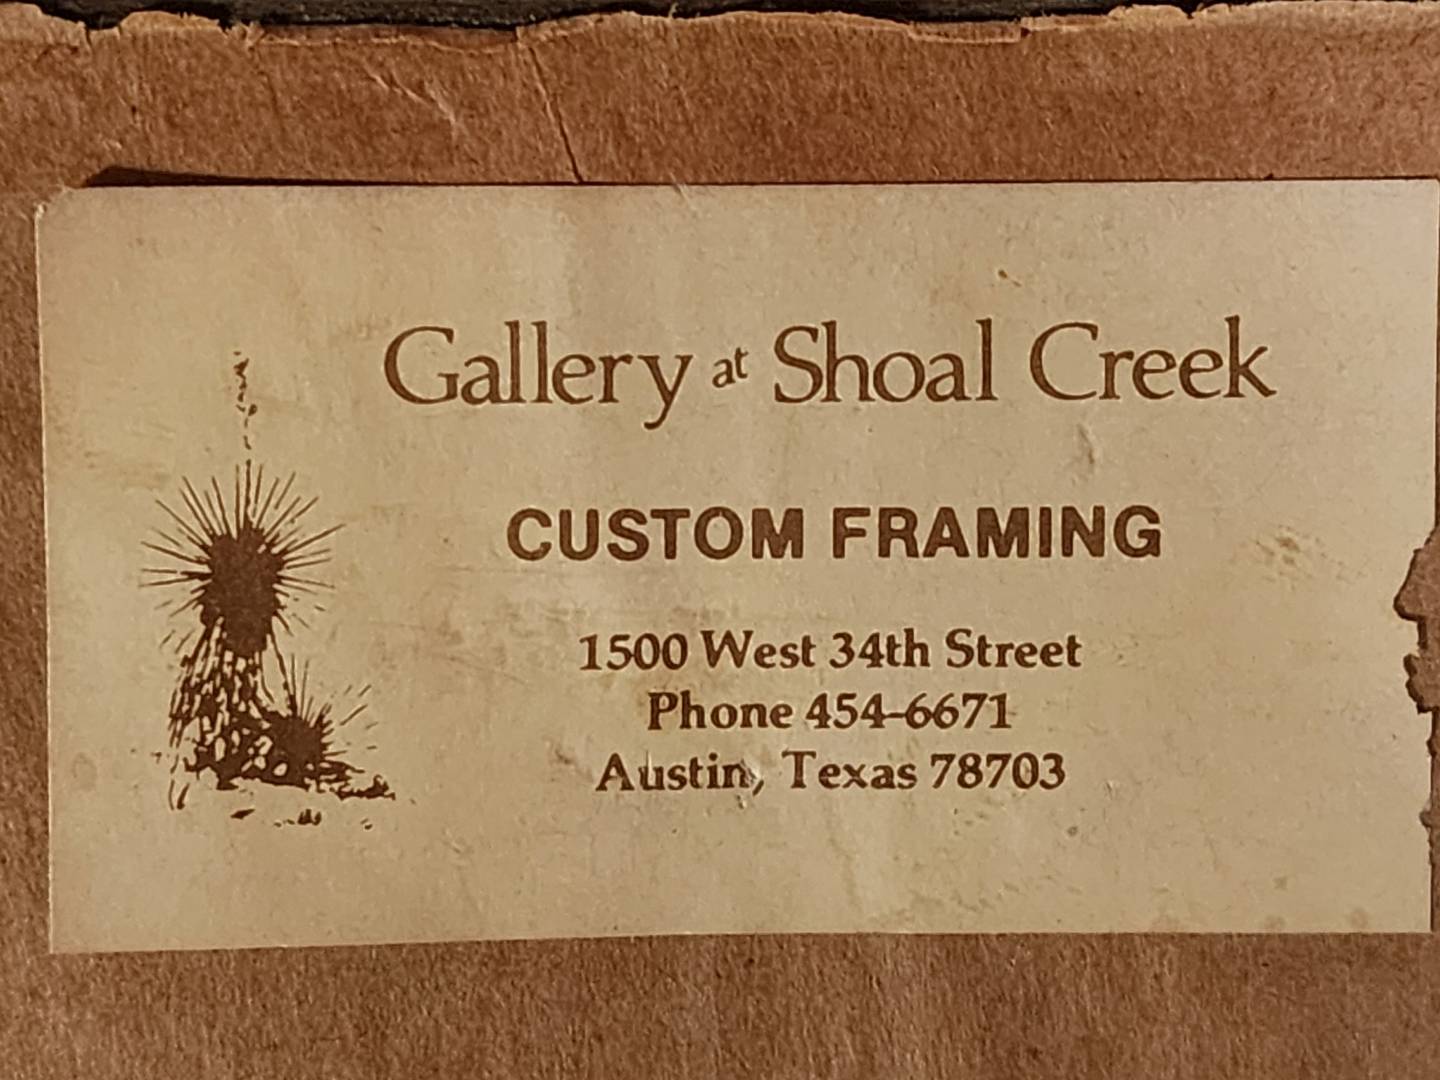 Gallery at Shoal Creek
CUSTOM FRAMING
1500 West 34th Street
Phone 454-6671
Austin, Texas 78703